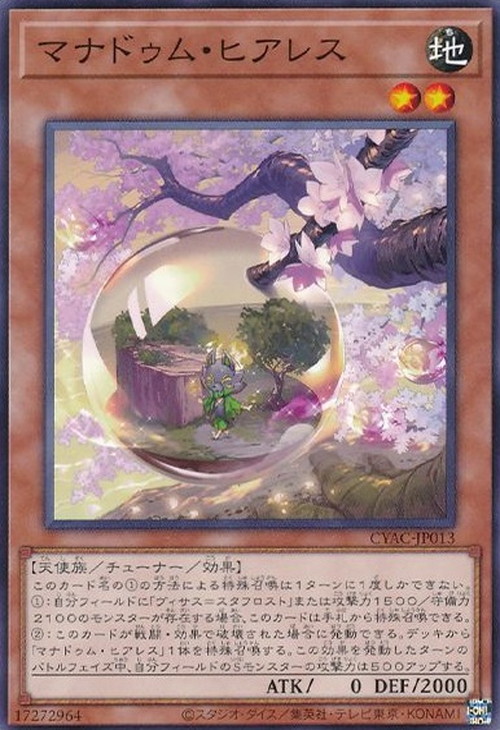 マナドゥム・ヒアレス
地
CYAC-JP013
【天使族/チューナー/効果】
このカード名の①の方法による特殊召喚は1ターンに1度しかできない。
①:自分フィールドに「ヴィサス=スタフロスト」または攻撃力1500/守備力
2100のモンスターが存在する場合、このカードは手札から特殊召喚できる。
②:このカードが戦闘・効果で破壊された場合に発動できる。デッキから
「マナドゥム・ヒアレス」1体を特殊召喚する。この効果を発動したターンの
バトルフェイズ中、自分フィールドのSモンスターの攻撃力は500アップする。
ATK/ 0 DEF/2000
17272964 ©スタジオ・ダイス/集英社・テレビ東京・KONAMI